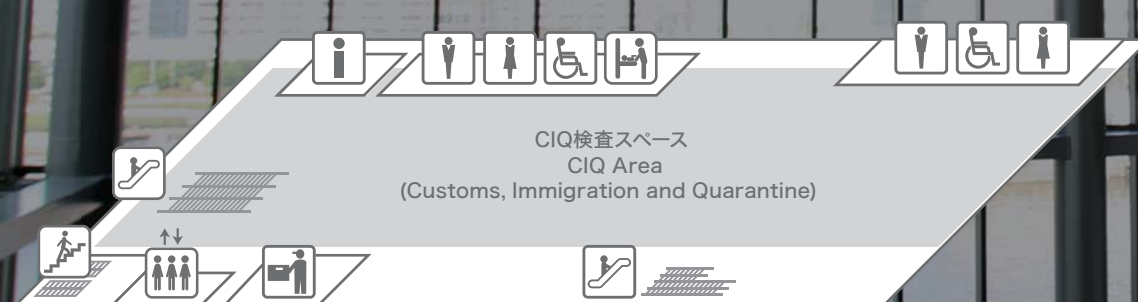 CIQ検査スペース
CIQ Area
(Customs, Immigration and Quarantine)